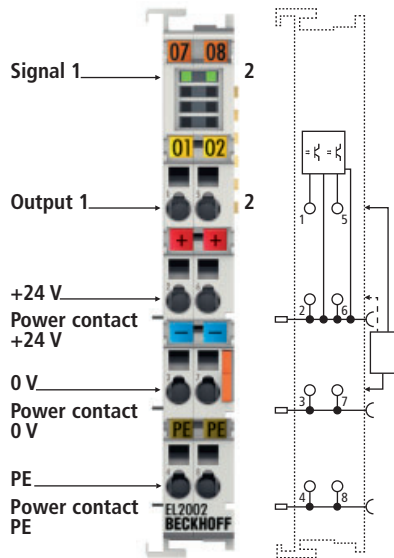 07 08
Signal 1 2
01 02
Output 1 2
1 5
+ +
+24 V
2 6
Power contact
+24 V
− −
0 V
3 7
Power contact
0 V
PE PE
PE
4 8
Power contact
PE
EL2002
BECKHOFF